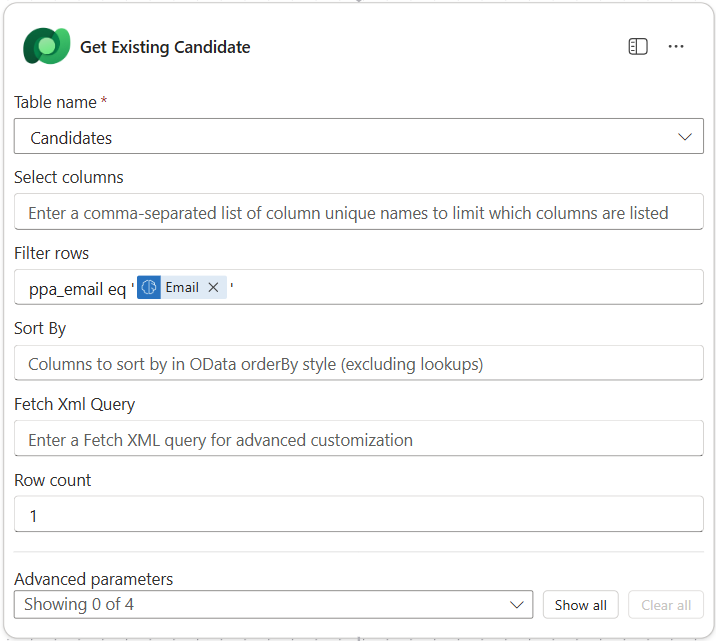 Get Existing Candidate
Table name *
Candidates
Select columns
Enter a comma-separated list of column unique names to limit which columns are listed
Filter rows
ppa_email eq ' Email × '
Sort By
Columns to sort by in OData orderBy style (excluding lookups)
Fetch Xml Query
Enter a Fetch XML query for advanced customization
Row count
1
Advanced parameters
Showing 0 of 4
Show all
Clear all